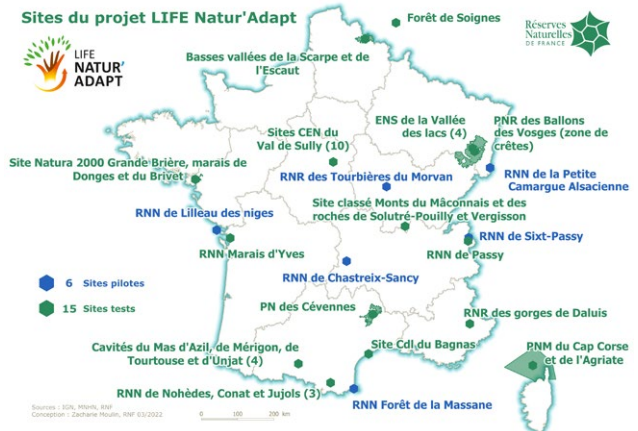 Sites du projet LIFE Natur'Adapt
LIFE
NATUR'
ADAPT
Forêt de Soignes
Réserves
Naturelles
DE FRANCE
Basses vallées de la Scarpe et de
l'Escaut
ENS de la Vallée
des lacs (4)
PNR des Ballons
des Vosges (zone de
crêtes)
Sites CEN du
Val de Sully (10)
Site Natura 2000 Grande Brière, marais de
Donges et du Brivet
RNR des Tourbières du Morvan
RNN de la Petite
Camargue Alsacienne
RNN de Lilleau des niges
Site classé Monts du Mâconnais et des
roches de Solutré-Pouilly et Vergisson
RNN de Sixt-Passy
RNN Marais d'Yves
RNN de Passy
RNN de Chastreix-Sancy
6 Sites pilotes
15 Sites tests
PN des Cévennes
RNR des gorges de Daluis
Cavités du Mas d'Azil, de Mérigon, de
Tourtouse et d'Unjat (4)
Site Cdl du Bagnas
PNM du Cap Corse
et de l'Agriate
RNN de Nohèdes, Conat et Jujols (3)
RNN Forêt de la Massane
Sources : IGN, MNHN, RNF
Conception : Zacharie Moulin, RNF 03/2022
0 100 200 km